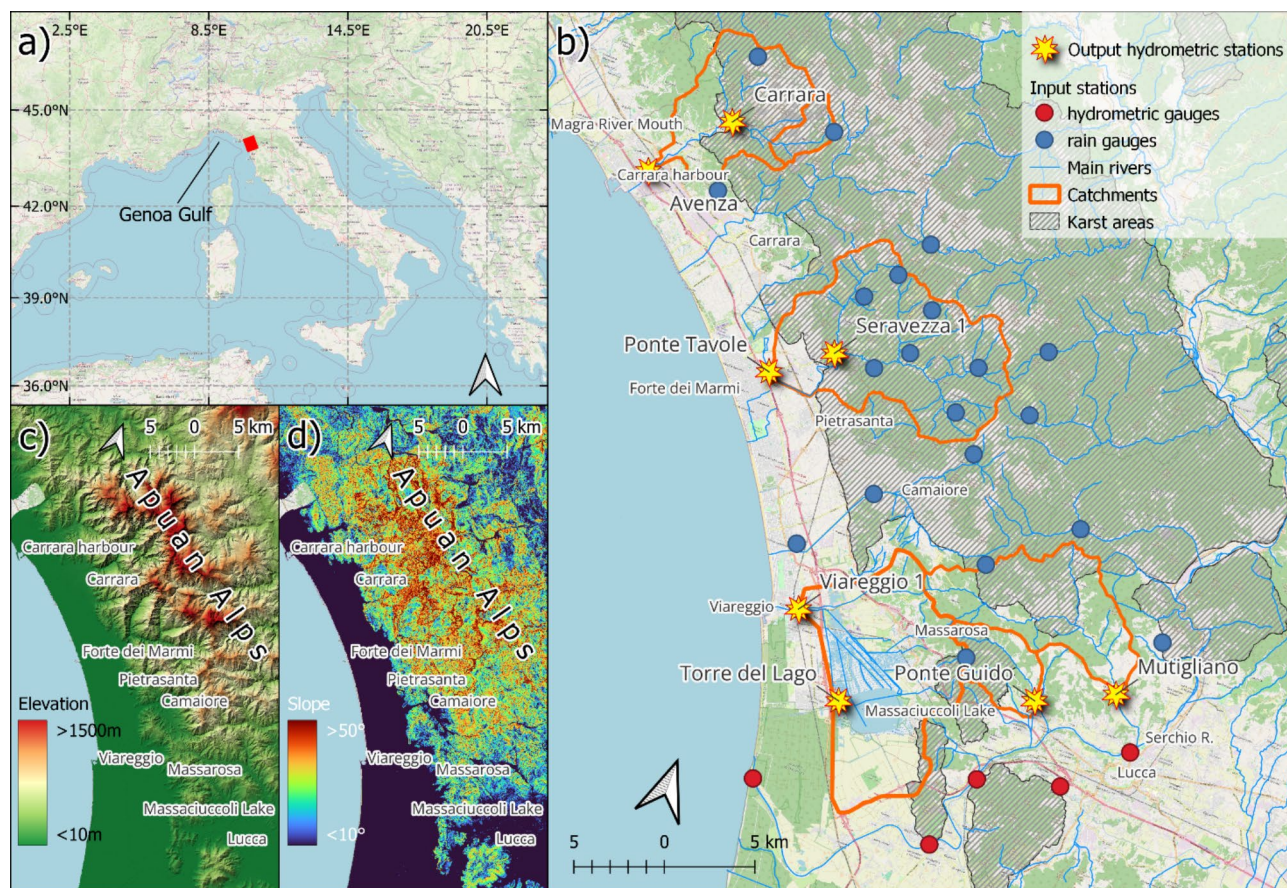 a)
2.5°E
8.5°E
14.5°E
20.5°E
45.0°N
42.0°N
39.0°N
36.0°N
Genoa Gulf
b)
Output hydrometric stations
Input stations
hydrometric gauges
rain gauges
Main rivers
Catchments
Karst areas
Carrara
Magra River Mouth
Carrara harbour
Avenza
Carrara
Seravezza 1
Ponte Tavole
Forte dei Marmi
Pietrasanta
Camaiore
Viareggio 1
Viareggio
Massarosa
Torre del Lago
Ponte Guido
Mutigliano
Massaciuccoli Lake
Serchio R.
Lucca
5 0 5 km
c)
5 0 5 km
Apuan Alps
Carrara harbour
Carrara
Forte dei Marmi
Pietrasanta
Camaiore
Elevation
>1500m
Viareggio
Massarosa
Massaciuccoli Lake
<10m
Lucca
d)
5 0 5 km
Apuan Alps
Carrara harbour
Carrara
Forte dei Marmi
Pietrasanta
Camaiore
Slope
>50°
Viareggio
Massarosa
Massaciuccoli Lake
<10°
Lucca